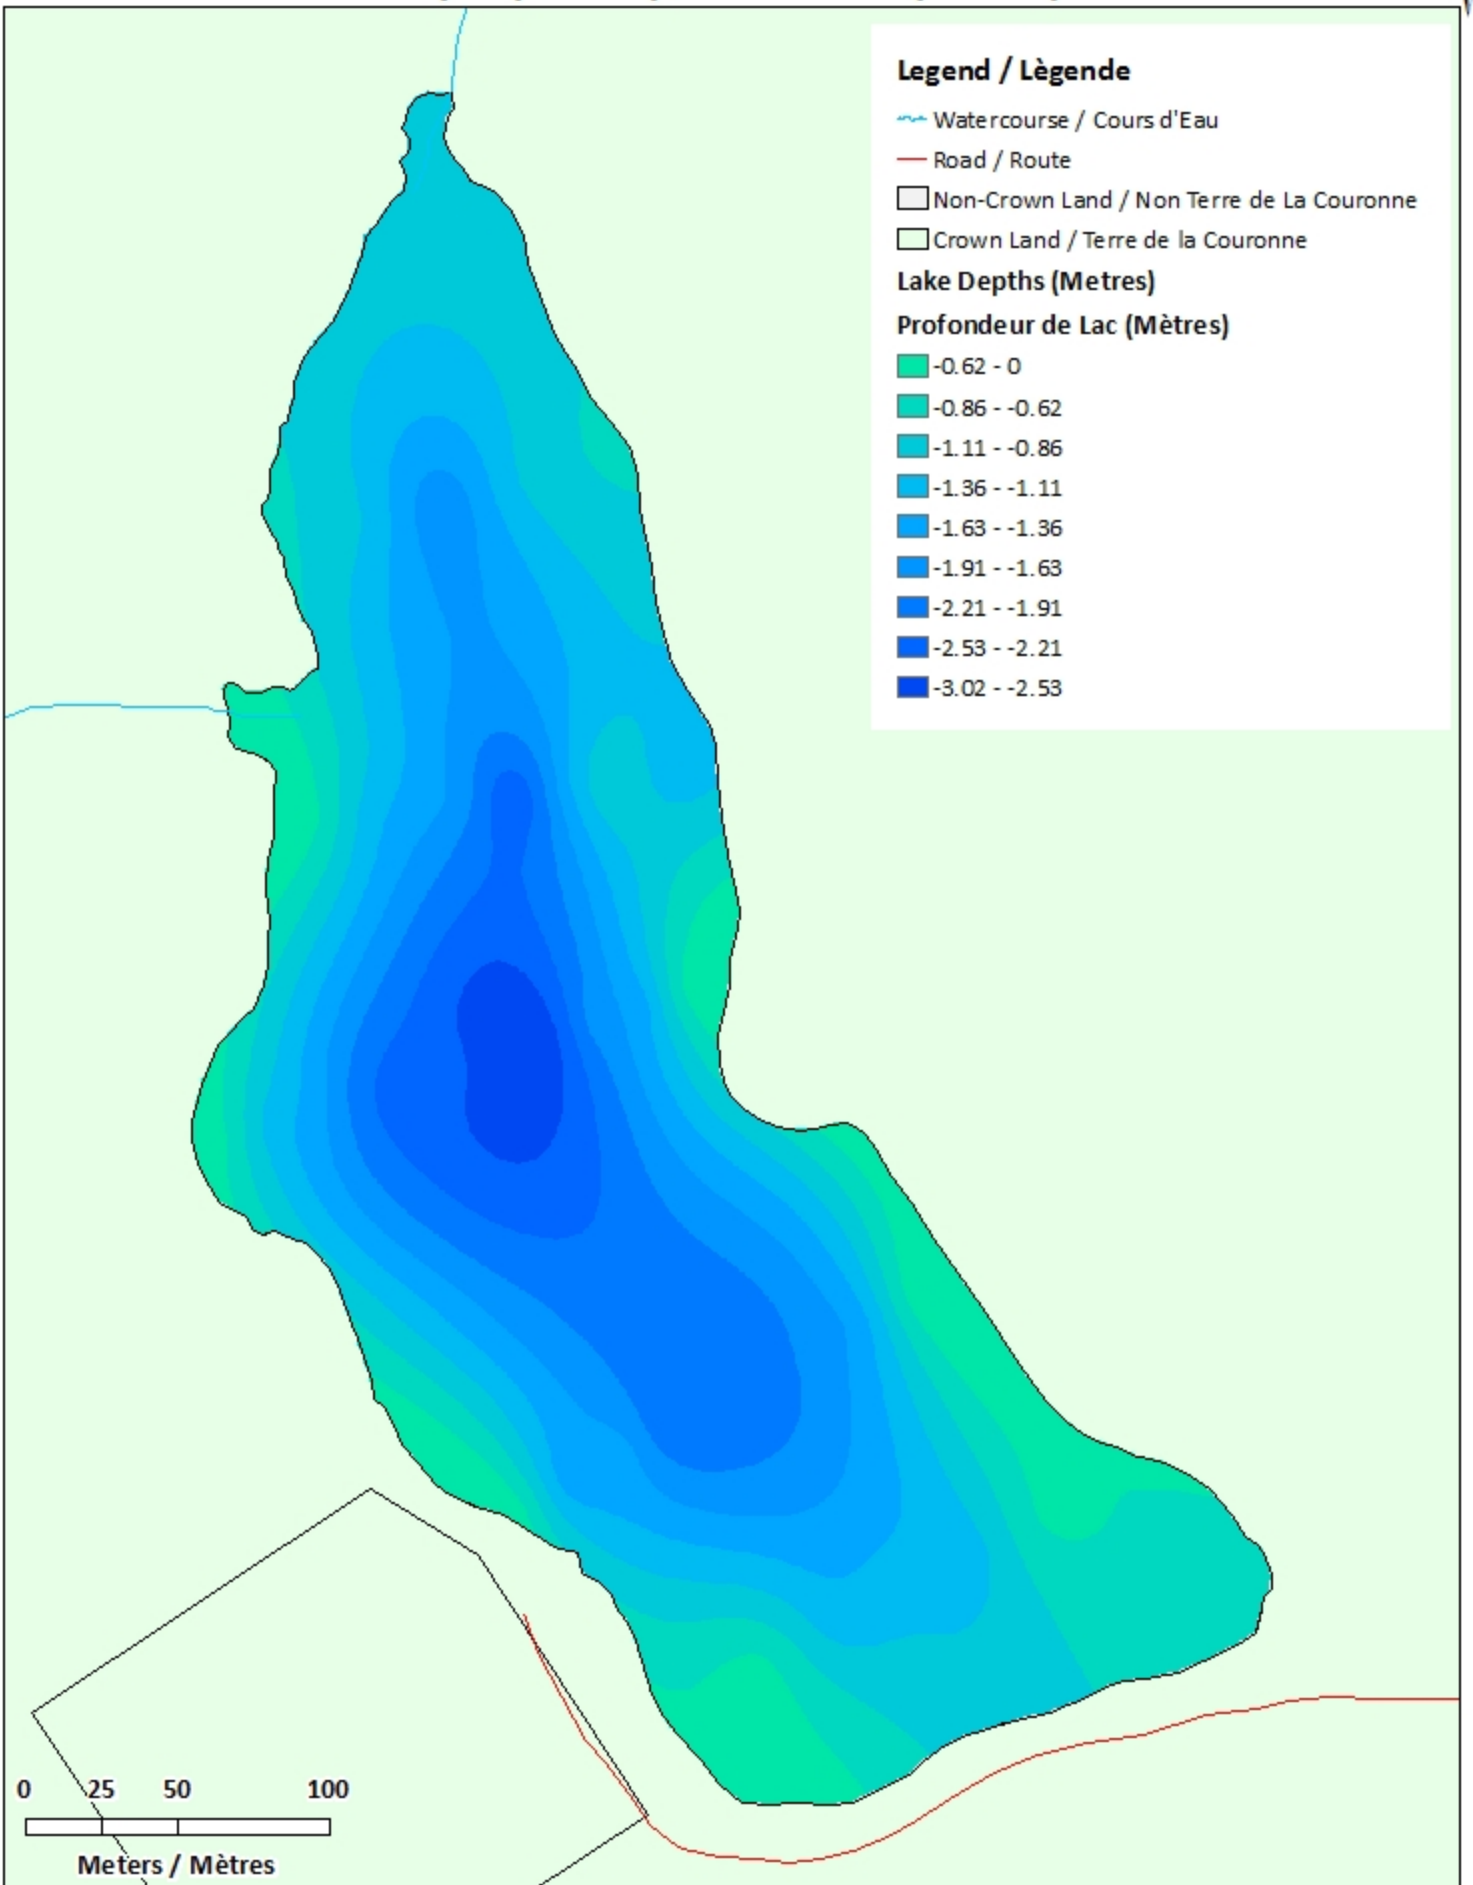 Legend / Lègende
Watercourse / Cours d'Eau
Road / Route
Non-Crown Land / Non Terre de La Couronne
Crown Land / Terre de la Couronne
Lake Depths (Metres)
Profondeur de Lac (Mètres)
-0.62 - 0
-0.86 - -0.62
-1.11 - -0.86
-1.36 - -1.11
-1.63 - -1.36
-1.91 - -1.63
-2.21 - -1.91
-2.53 - -2.21
-3.02 - -2.53
0 25 50 100
Meters / Mètres